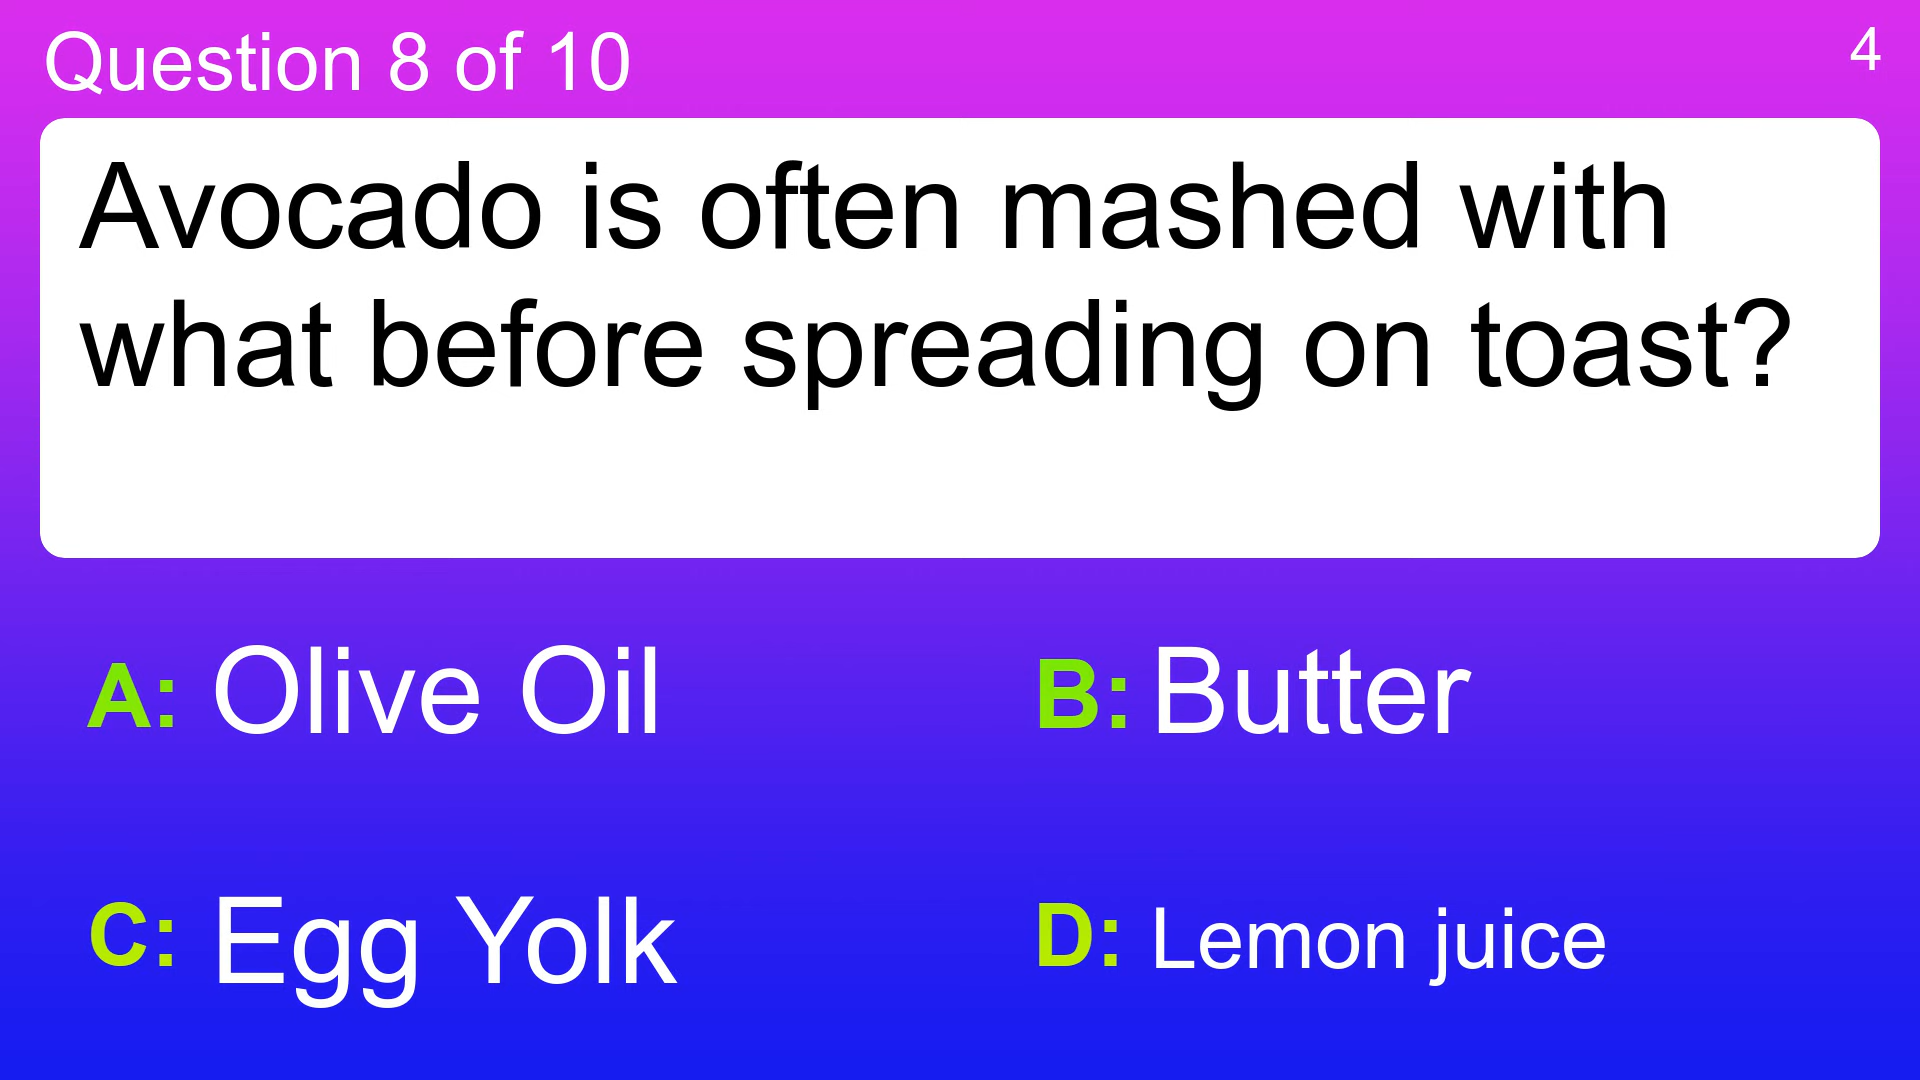 Question 8 of 10
4
Avocado is often mashed with
what before spreading on toast?
A: Olive Oil
B: Butter
C: Egg Yolk
D: Lemon juice